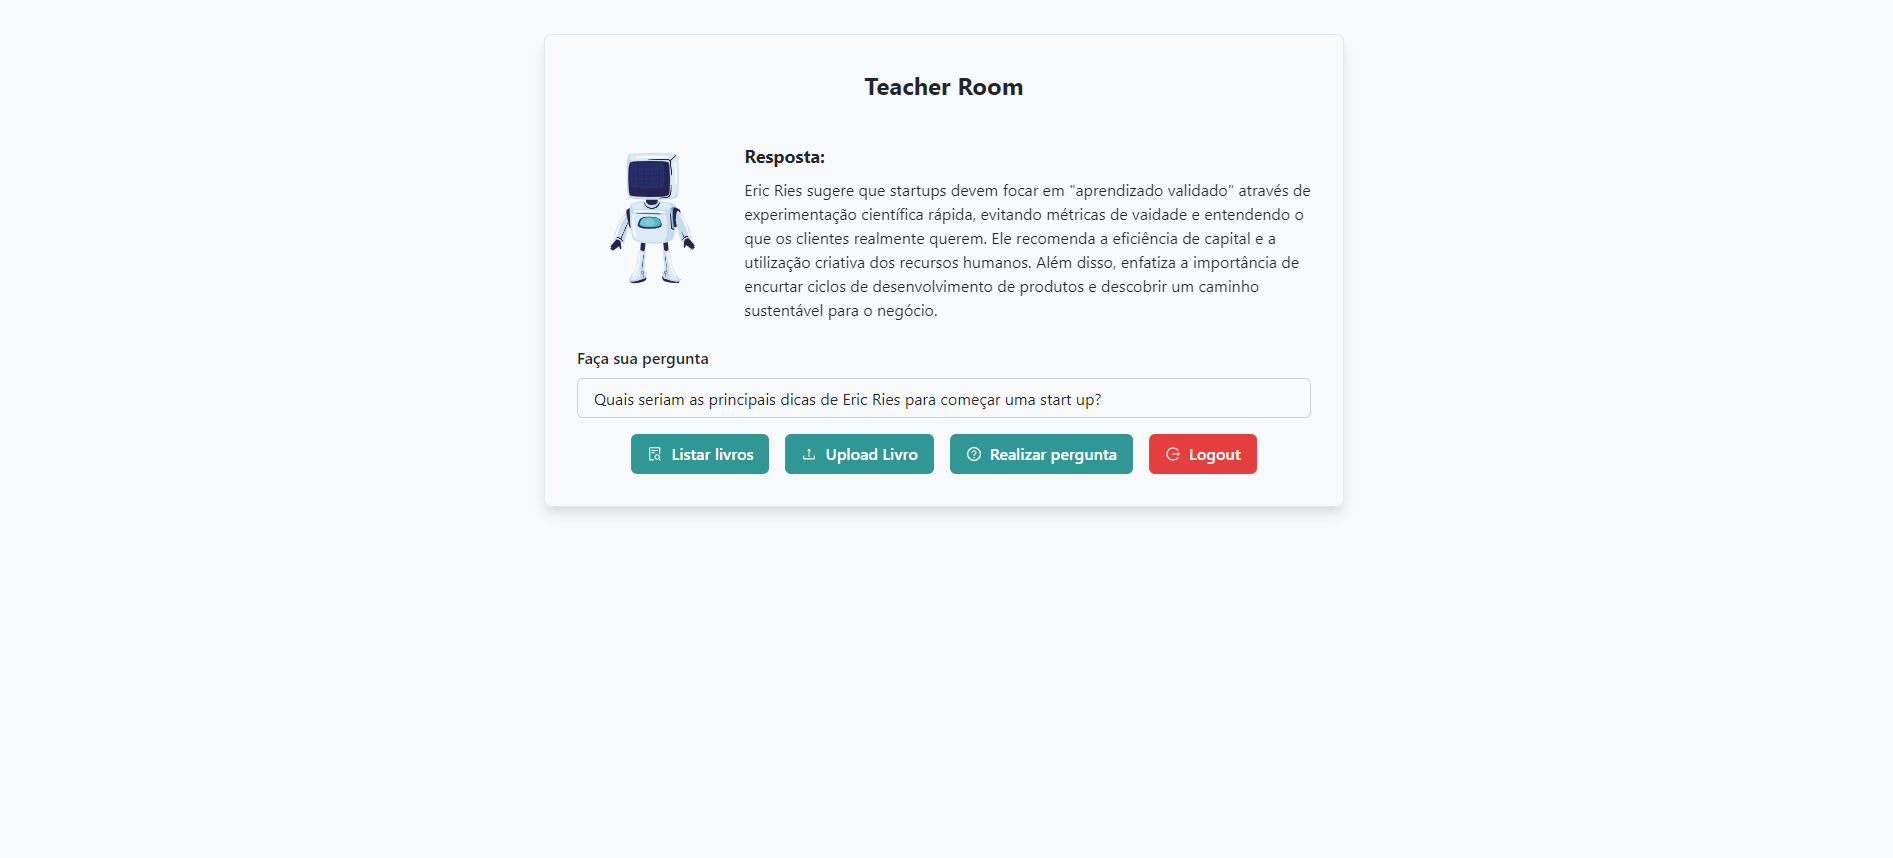 Teacher Room
Resposta:
Eric Ries sugere que startups devem focar em "aprendizado validado" através de
experimentação científica rápida, evitando métricas de vaidade e entendendo o
que os clientes realmente querem. Ele recomenda a eficiência de capital e a
utilização criativa dos recursos humanos. Além disso, enfatiza a importância de
encurtar ciclos de desenvolvimento de produtos e descobrir um caminho
sustentável para o negócio.
Faça sua pergunta
Quais seriam as principais dicas de Eric Ries para começar uma start up?
Listar livros Upload Livro Realizar pergunta Logout